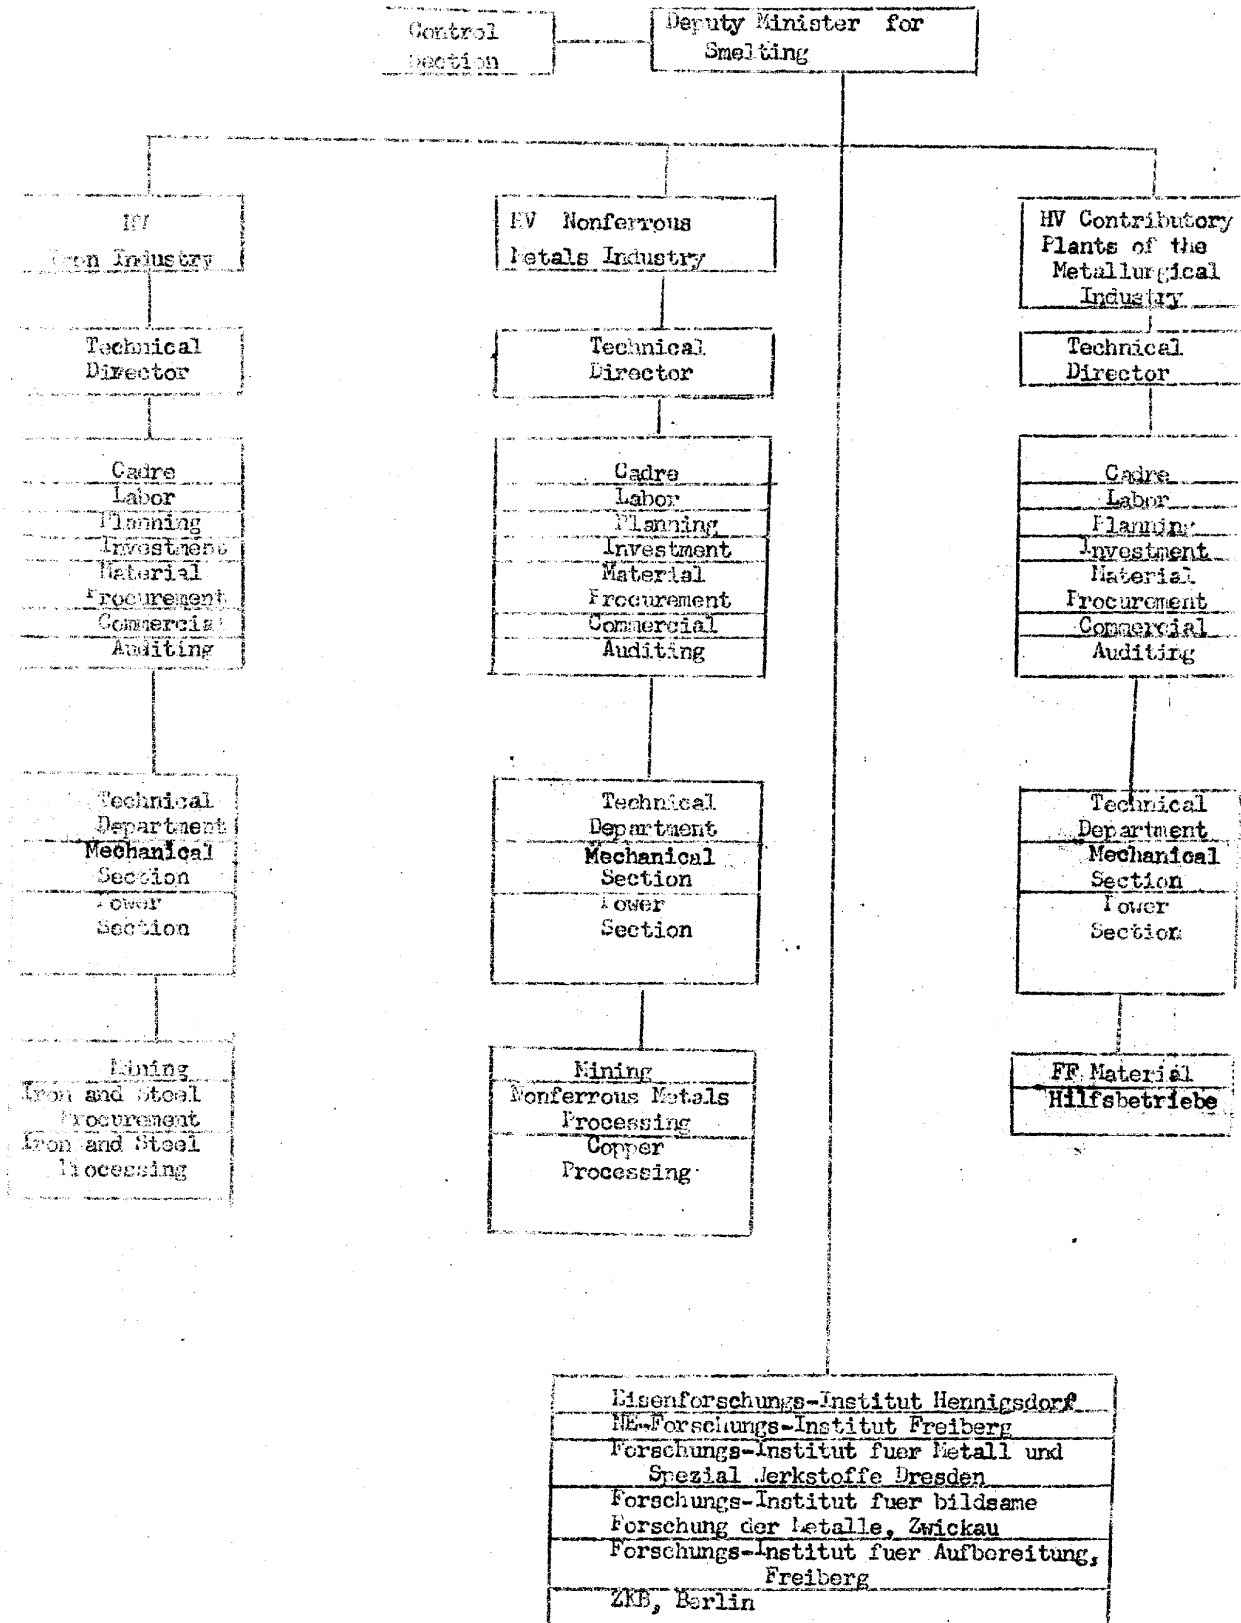 Control
Section
Deputy Minister for
Smelting
HV
Iron Industry
Technical
Director
Cadre
Labor
Planning
Investment
Material
Procurement
Commercial
Auditing
Technical
Department
Mechanical
Section
Power
Section
Mining
Iron and Steel
Procurement
Iron and Steel
Processing
HV Nonferrous
Metals Industry
Technical
Director
Cadre
Labor
Planning
Investment
Material
Procurement
Commercial
Auditing
Technical
Department
Mechanical
Section
Power
Section
Mining
Nonferrous Metals
Processing
Copper
Processing
HV Contributory
Plants of the
Metallurgical
Industry
Technical
Director
Cadre
Labor
Planning
Investment
Material
Procurement
Commercial
Auditing
Technical
Department
Mechanical
Section
Power
Section
FF Material
Hilfsbetriebe
Eisenforschungs-Institut Hennigsdorf
NE-Forschungs-Institut Freiberg
Forschungs-Institut fuer Metall und
Spezial Werkstoffe Dresden
Forschungs-Institut fuer bildsame
Forschung der Metalle, Zwickau
Forschungs-Institut fuer Aufbereitung,
Freiberg
ZKB, Berlin